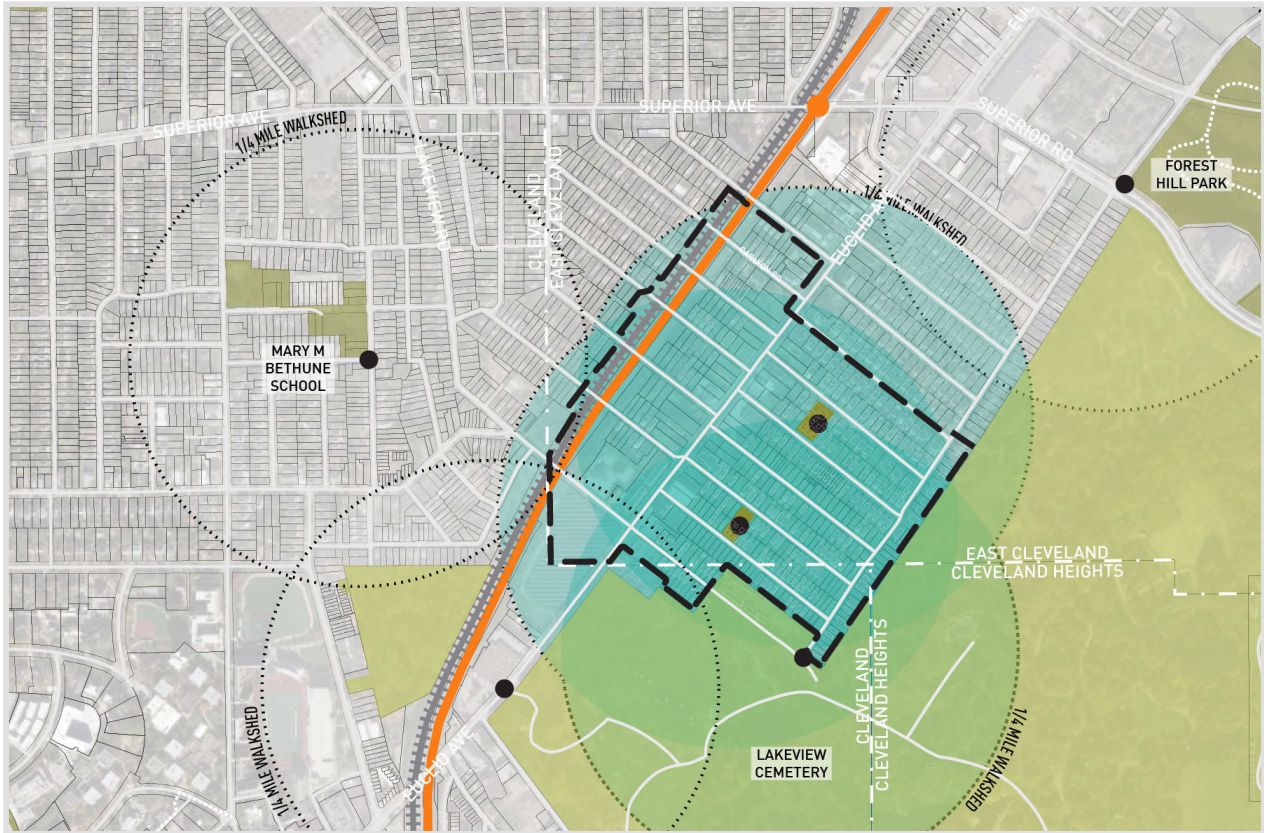 SUPERIOR AVE
SUPERIOR AVE
SUPERIOR RD
1/4 MILE WALKSHED
LAKEVIEW RD
CLEVELAND
EAST CLEVELAND
FOREST
HILL PARK
1/4 MILE WALKSHED
EUCLID AVE
MARY M
BETHUNE
SCHOOL
EAST CLEVELAND
CLEVELAND HEIGHTS
CLEVELAND
CLEVELAND HEIGHTS
LAKEVIEW
CEMETERY
EUCLID AVE
1/4 MILE WALKSHED
1/4 MILE WALKSHED